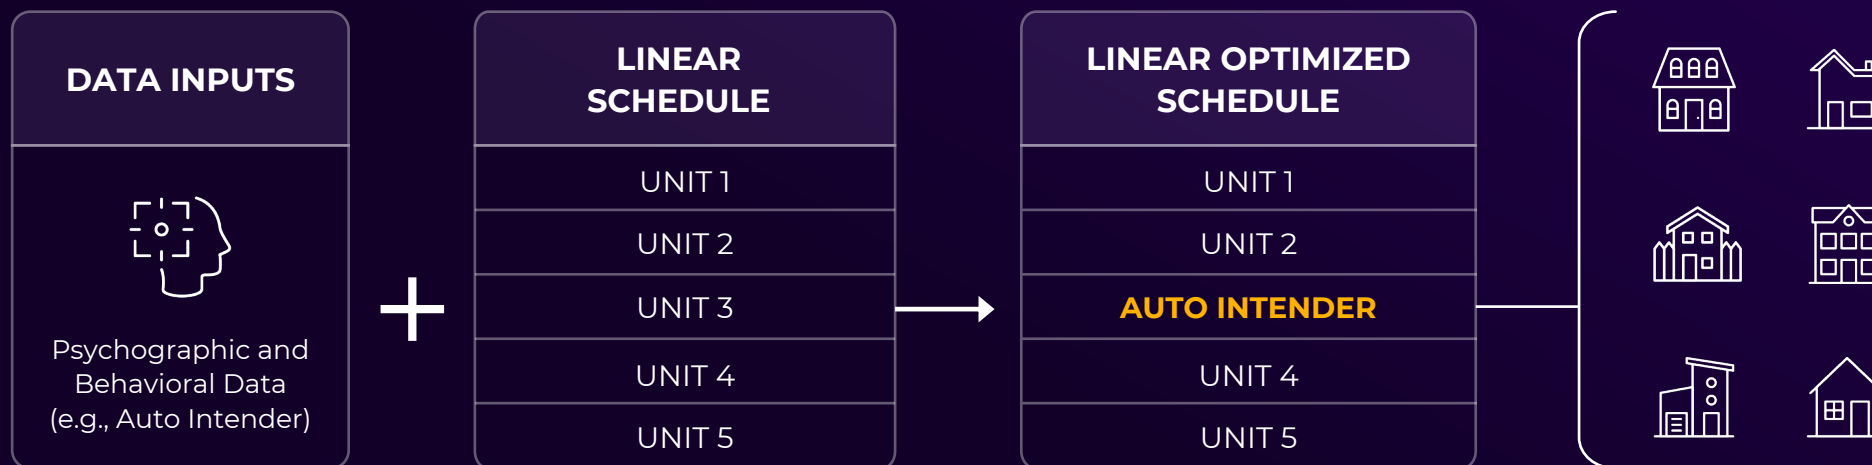 DATA INPUTS
Psychographic and
Behavioral Data
(e.g., Auto Intender)
LINEAR
SCHEDULE
UNIT 1
UNIT 2
UNIT 3
UNIT 4
UNIT 5
LINEAR OPTIMIZED
SCHEDULE
UNIT 1
UNIT 2
AUTO INTENDER
UNIT 4
UNIT 5